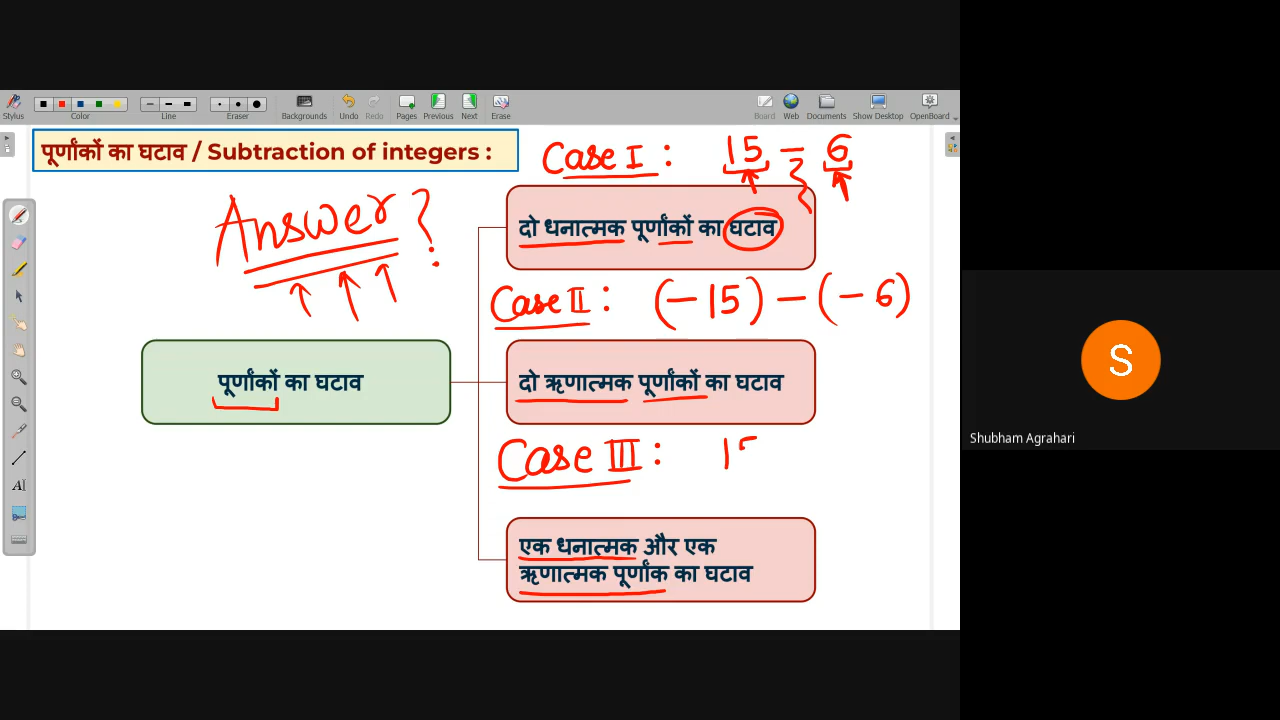 Stylus
Color
Line
Eraser
Backgrounds
Undo
Redo
Pages
Previous
Next
Erase
Board
Web
Documents
Show Desktop
OpenBoard
पूर्णांकों का घटाव / Subtraction of integers :
Case I : 15 - 6
Answer ?
दो धनात्मक पूर्णांकों का घटाव
Case II : (-15) - (-6)
पूर्णांकों का घटाव
दो ऋणात्मक पूर्णांकों का घटाव
Case III :
एक धनात्मक और एक
ऋणात्मक पूर्णांक का घटाव
S
Shubham Agrahari